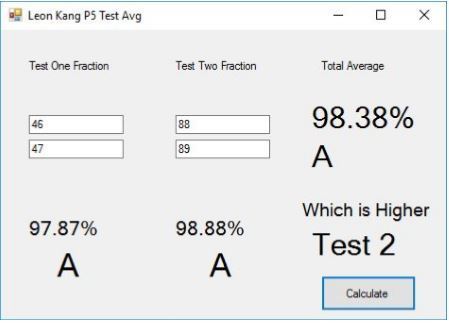 Leon Kang P5 Test Avg
Test One Fraction
Test Two Fraction
Total Average
46
88
98.38%
47
89
A
97.87%
98.88%
Which is Higher
A
A
Test 2
Calculate